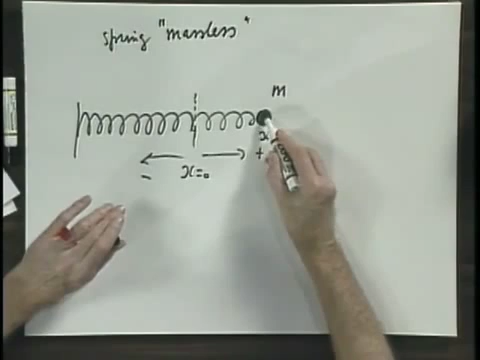 spring "massless"
m
x
- x=0 +